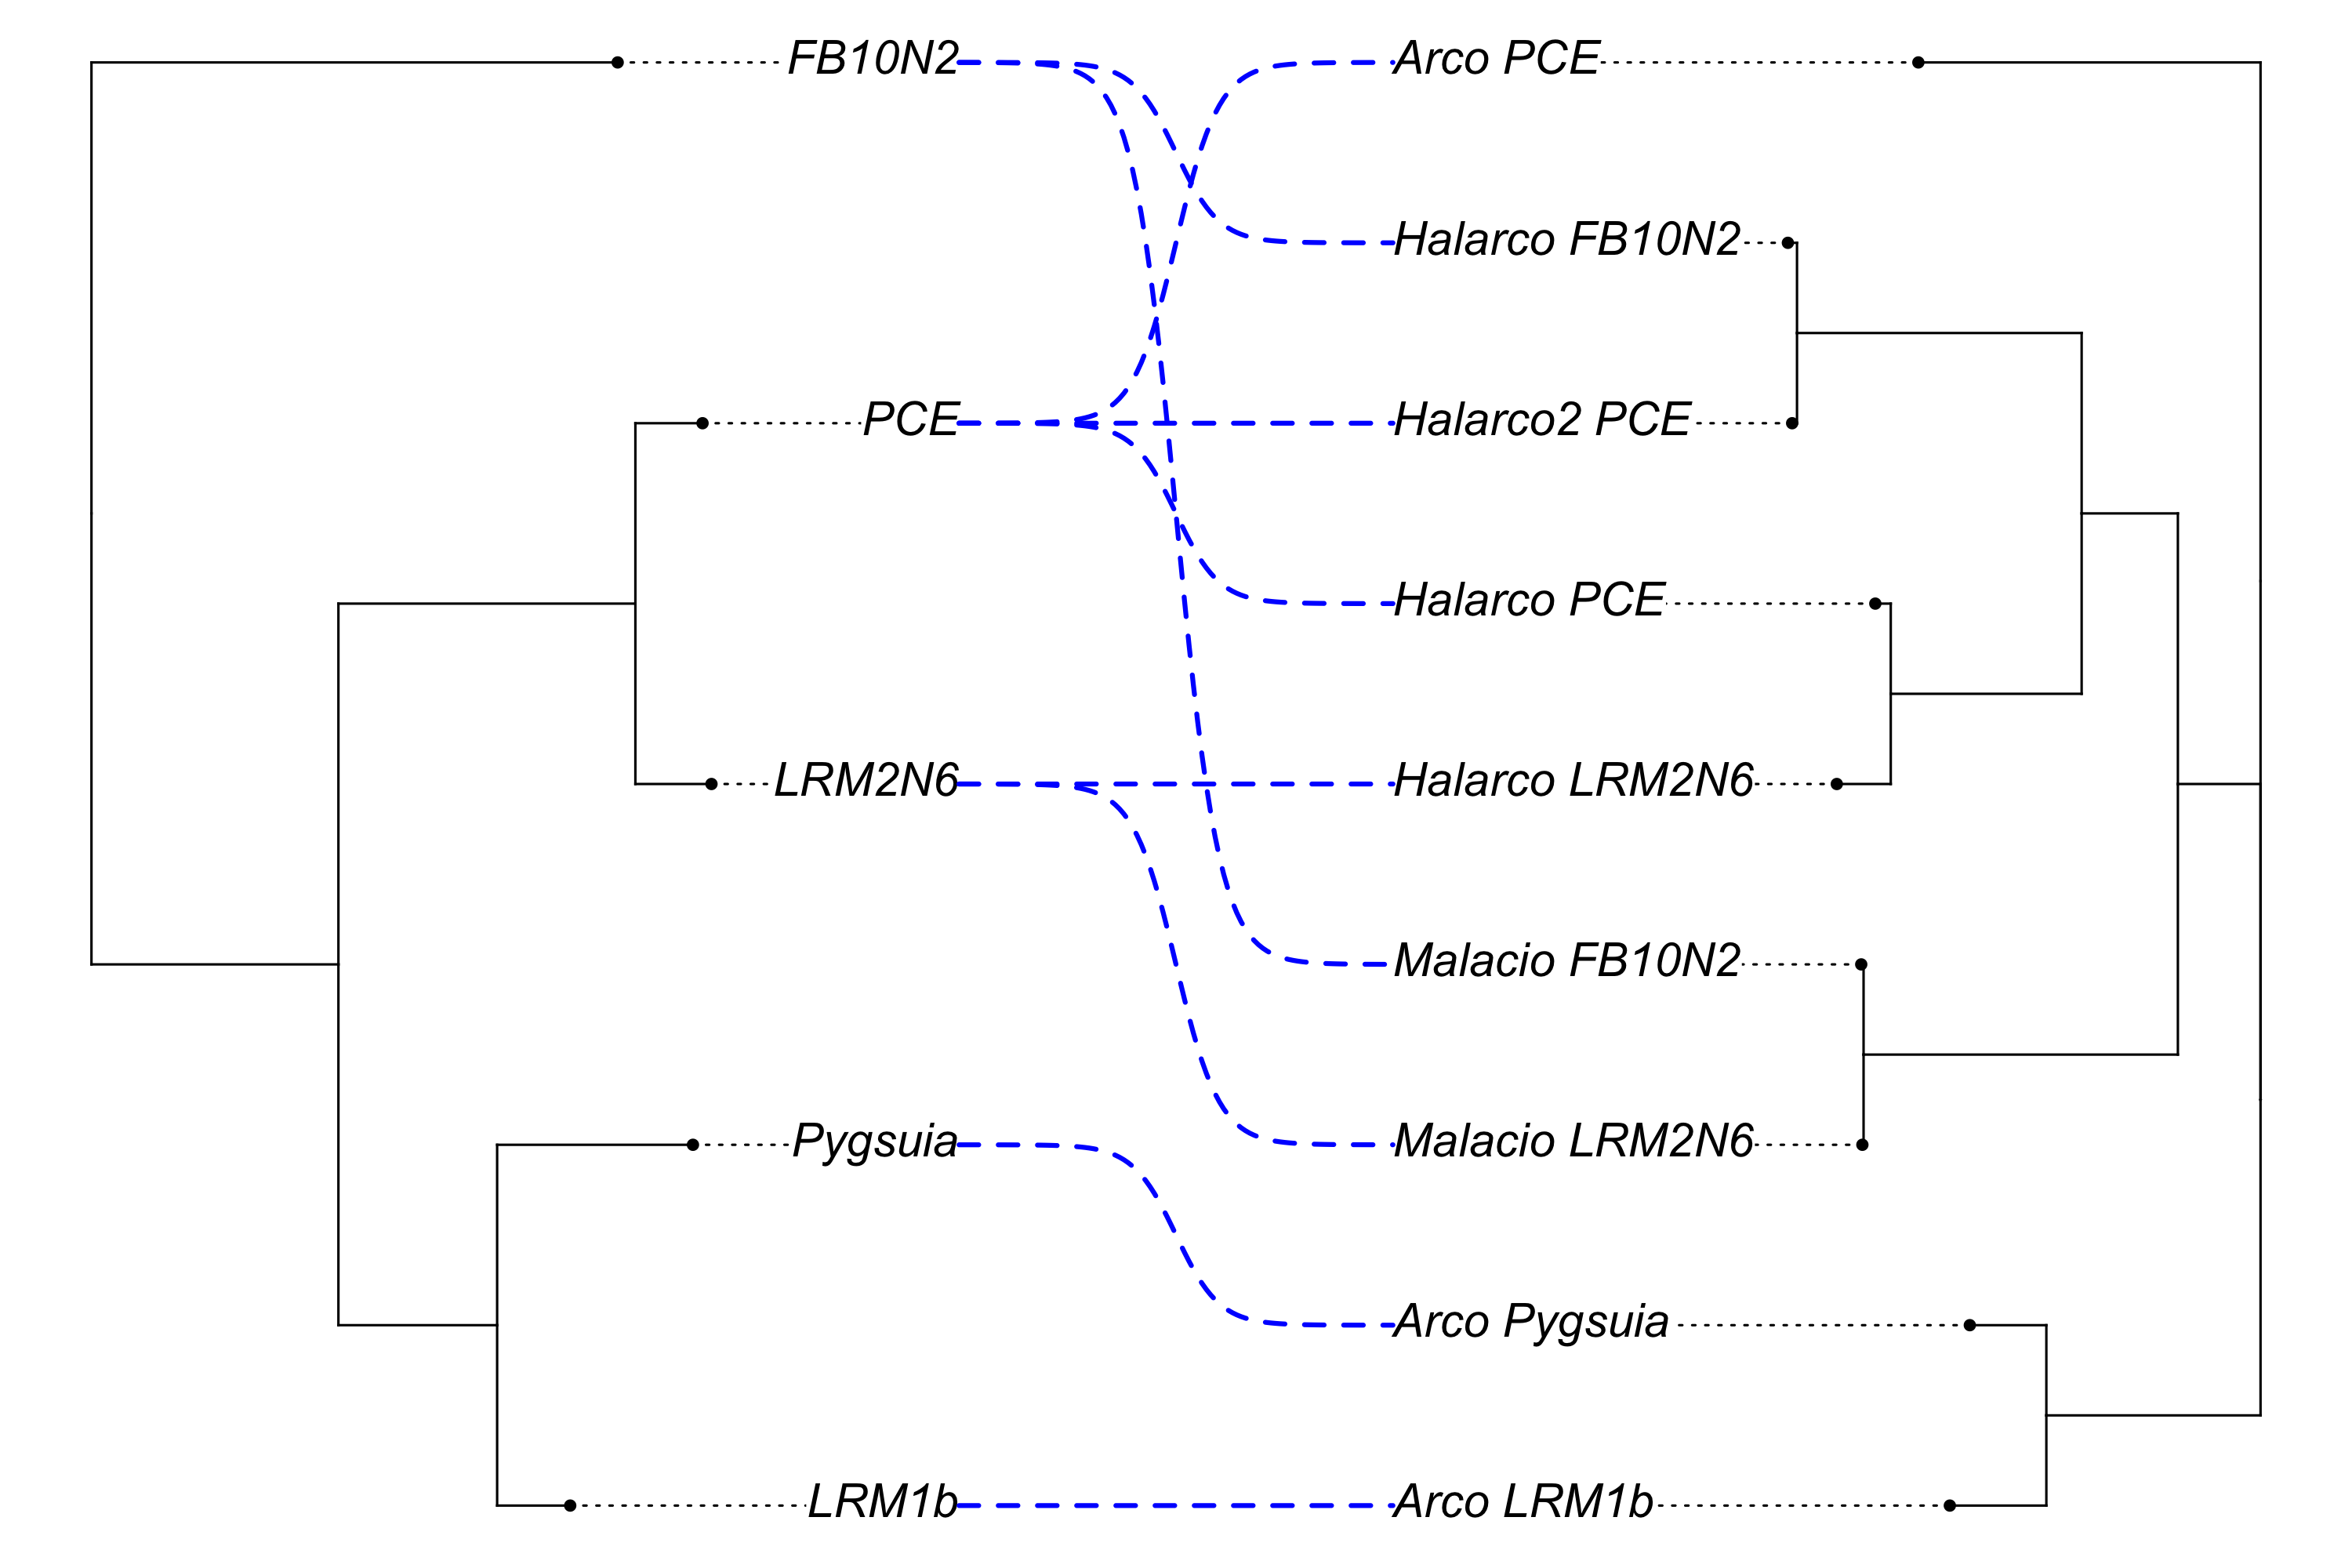 FB10N2
Arco PCE
Halarco FB10N2
PCE
Halarco2 PCE
Halarco PCE
LRM2N6
Halarco LRM2N6
Malacio FB10N2
Pygsuia
Malacio LRM2N6
Arco Pygsuia
LRM1b
Arco LRM1b